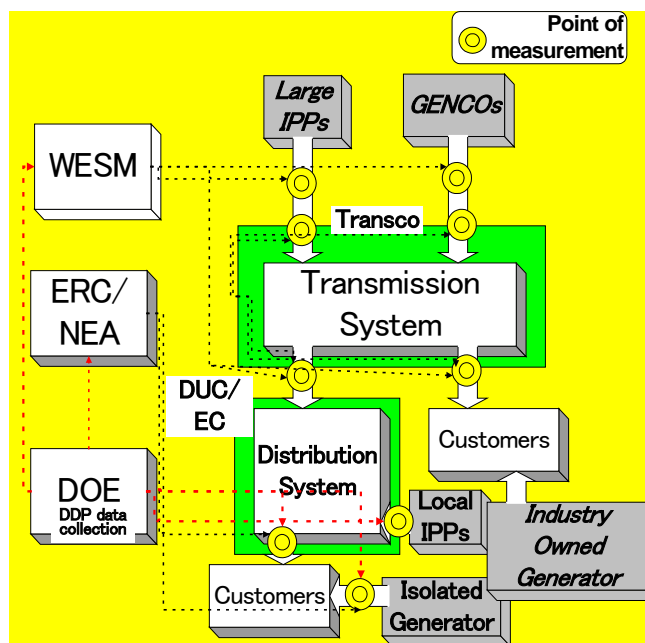 Point of
measurement
Large
IPPs
GENCOs
WESM
Transco
Transmission
System
ERC/
NEA
DUC/
EC
Distribution
System
Customers
DOE
DDP data
collection
Local
IPPs
Industry
Owned
Generator
Customers
Isolated
Generator